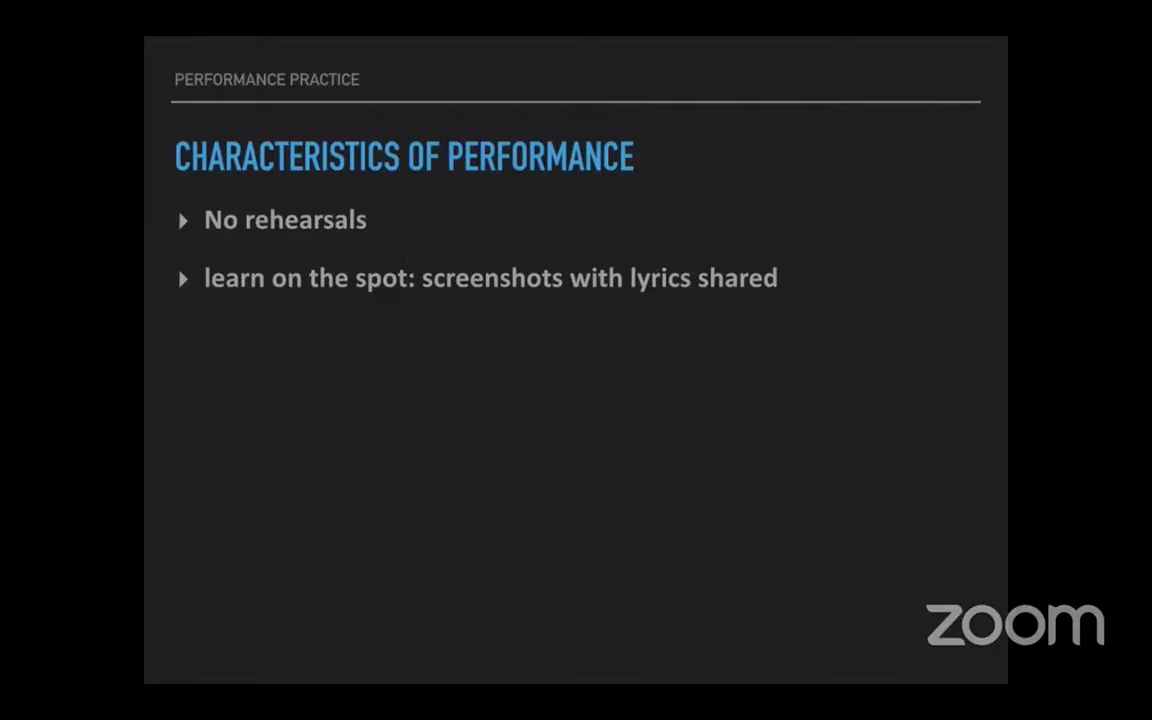 PERFORMANCE PRACTICE
CHARACTERISTICS OF PERFORMANCE
No rehearsals
learn on the spot: screenshots with lyrics shared
zoom